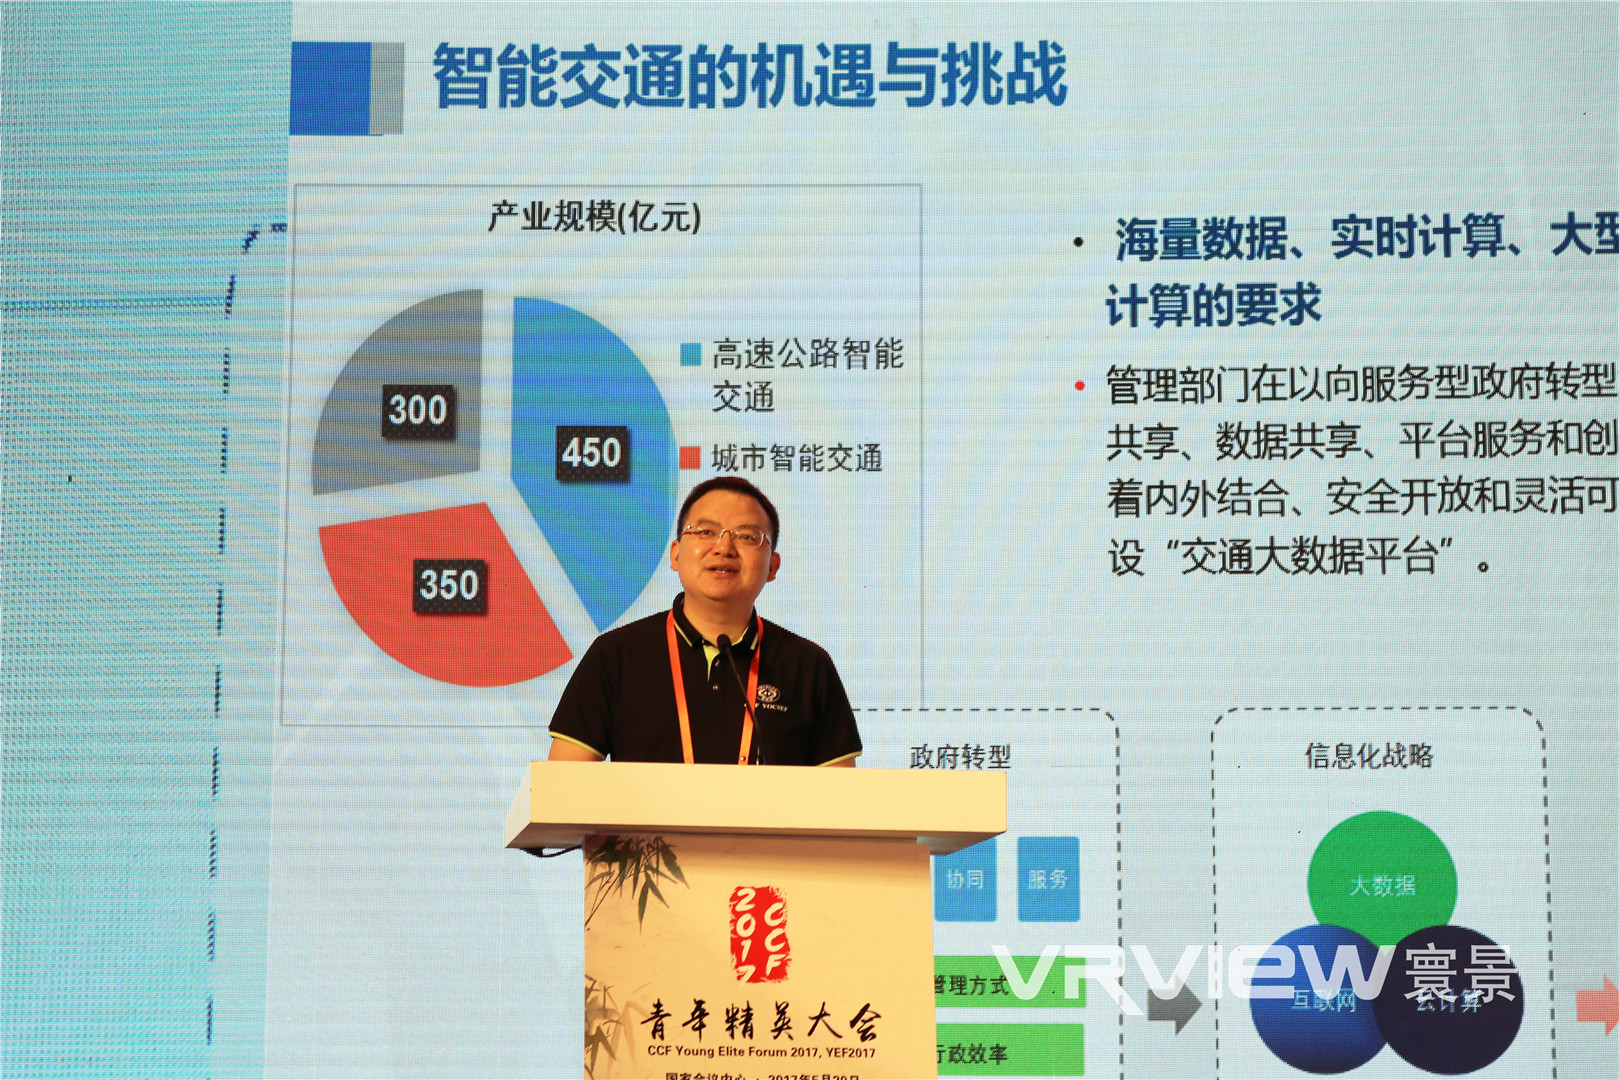 智能交通的机遇与挑战
产业规模(亿元)
300
450
350
高速公路智能
交通
城市智能交通
• 海量数据、实时计算、大型
计算的要求
• 管理部门在以向服务型政府转型
共享、数据共享、平台服务和创
着内外结合、安全开放和灵活可
设“交通大数据平台”。
政府转型
协同
服务
管理方式
行政效率
信息化战略
大数据
互联网
云计算
VRVIEW 寰景
YOCSEF
2017
CCF
青年精英大会
CCF Young Elite Forum 2017, YEF2017